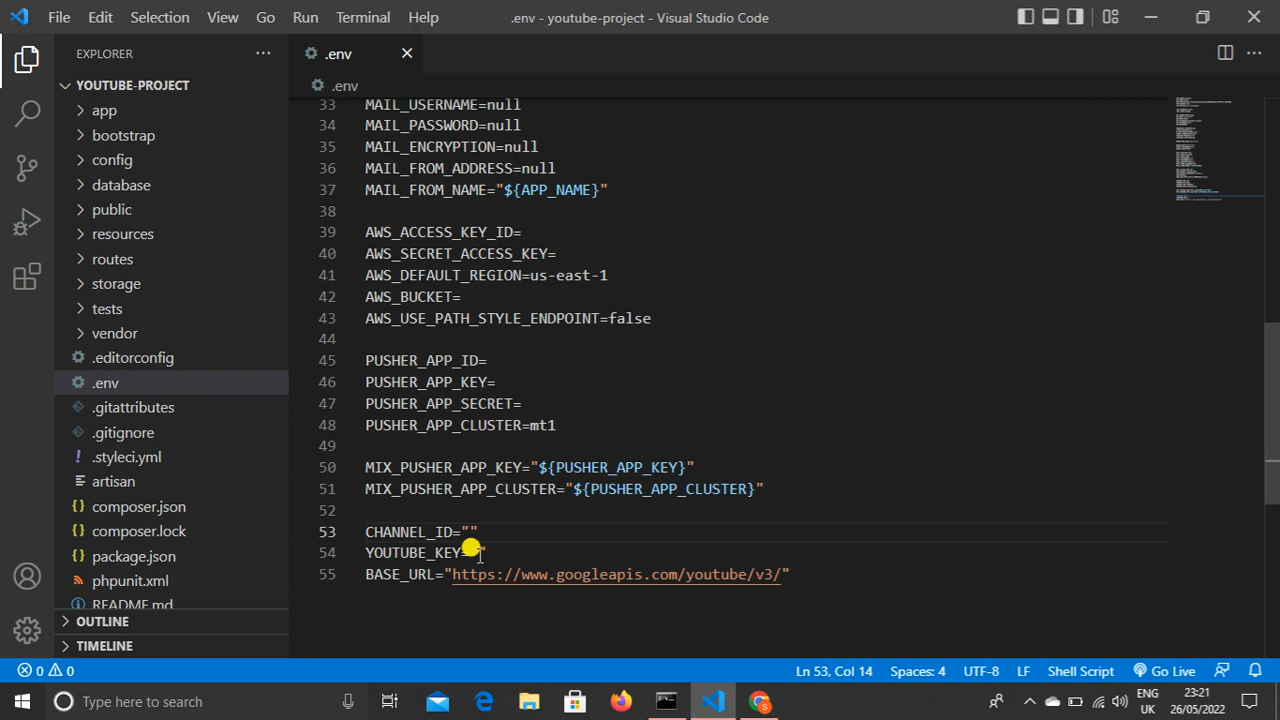 File Edit Selection View Go Run Terminal Help
.env - youtube-project - Visual Studio Code
EXPLORER
YOUTUBE-PROJECT
app
bootstrap
config
database
public
resources
routes
storage
tests
vendor
.editorconfig
.env
.gitattributes
.gitignore
.styleci.yml
artisan
composer.json
composer.lock
package.json
phpunit.xml
README.md
OUTLINE
TIMELINE
.env
.env
33 MAIL_USERNAME=null
34 MAIL_PASSWORD=null
35 MAIL_ENCRYPTION=null
36 MAIL_FROM_ADDRESS=null
37 MAIL_FROM_NAME="${APP_NAME}"
38
39 AWS_ACCESS_KEY_ID=
40 AWS_SECRET_ACCESS_KEY=
41 AWS_DEFAULT_REGION=us-east-1
42 AWS_BUCKET=
43 AWS_USE_PATH_STYLE_ENDPOINT=false
44
45 PUSHER_APP_ID=
46 PUSHER_APP_KEY=
47 PUSHER_APP_SECRET=
48 PUSHER_APP_CLUSTER=mt1
49
50 MIX_PUSHER_APP_KEY="${PUSHER_APP_KEY}"
51 MIX_PUSHER_APP_CLUSTER="${PUSHER_APP_CLUSTER}"
52
53 CHANNEL_ID=""
54 YOUTUBE_KEY=""
55 BASE_URL="https://www.googleapis.com/youtube/v3/"
0 0 Ln 53, Col 14 Spaces: 4 UTF-8 LF Shell Script Go Live
Type here to search
ENG
UK
23:21
26/05/2022